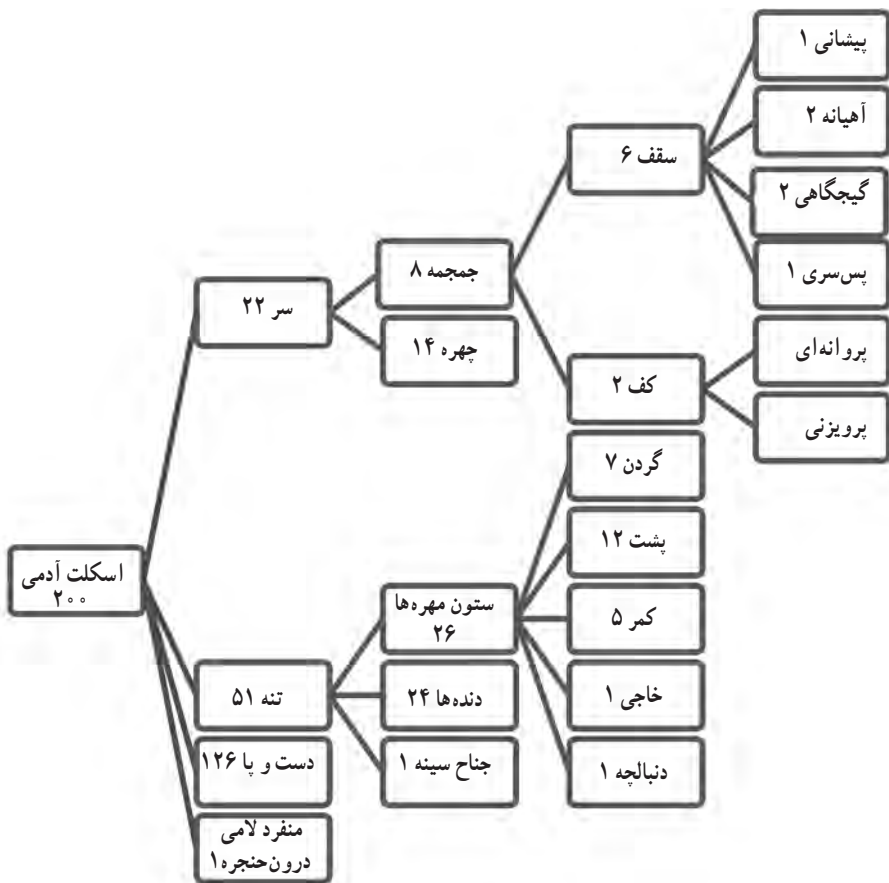 پیشانی ۱
آهیانه ۲
سقف ۶
گیجگاهی ۲
جمجمه ۸
پس‌سری ۱
سر ۲۲
چهره ۱۴
پروانه‌ای
کف ۲
پرویزنی
گردن ۷
پشت ۱۲
اسکلت آدمی
۲۰۰
ستون مهره‌ها
۲۶
کمر ۵
تنه ۵۱
دنده‌ها ۲۴
خاجی ۱
دست و پا ۱۲۶
جناح سینه ۱
دنبالچه ۱
منفرد لامی
درون‌حنجره۱